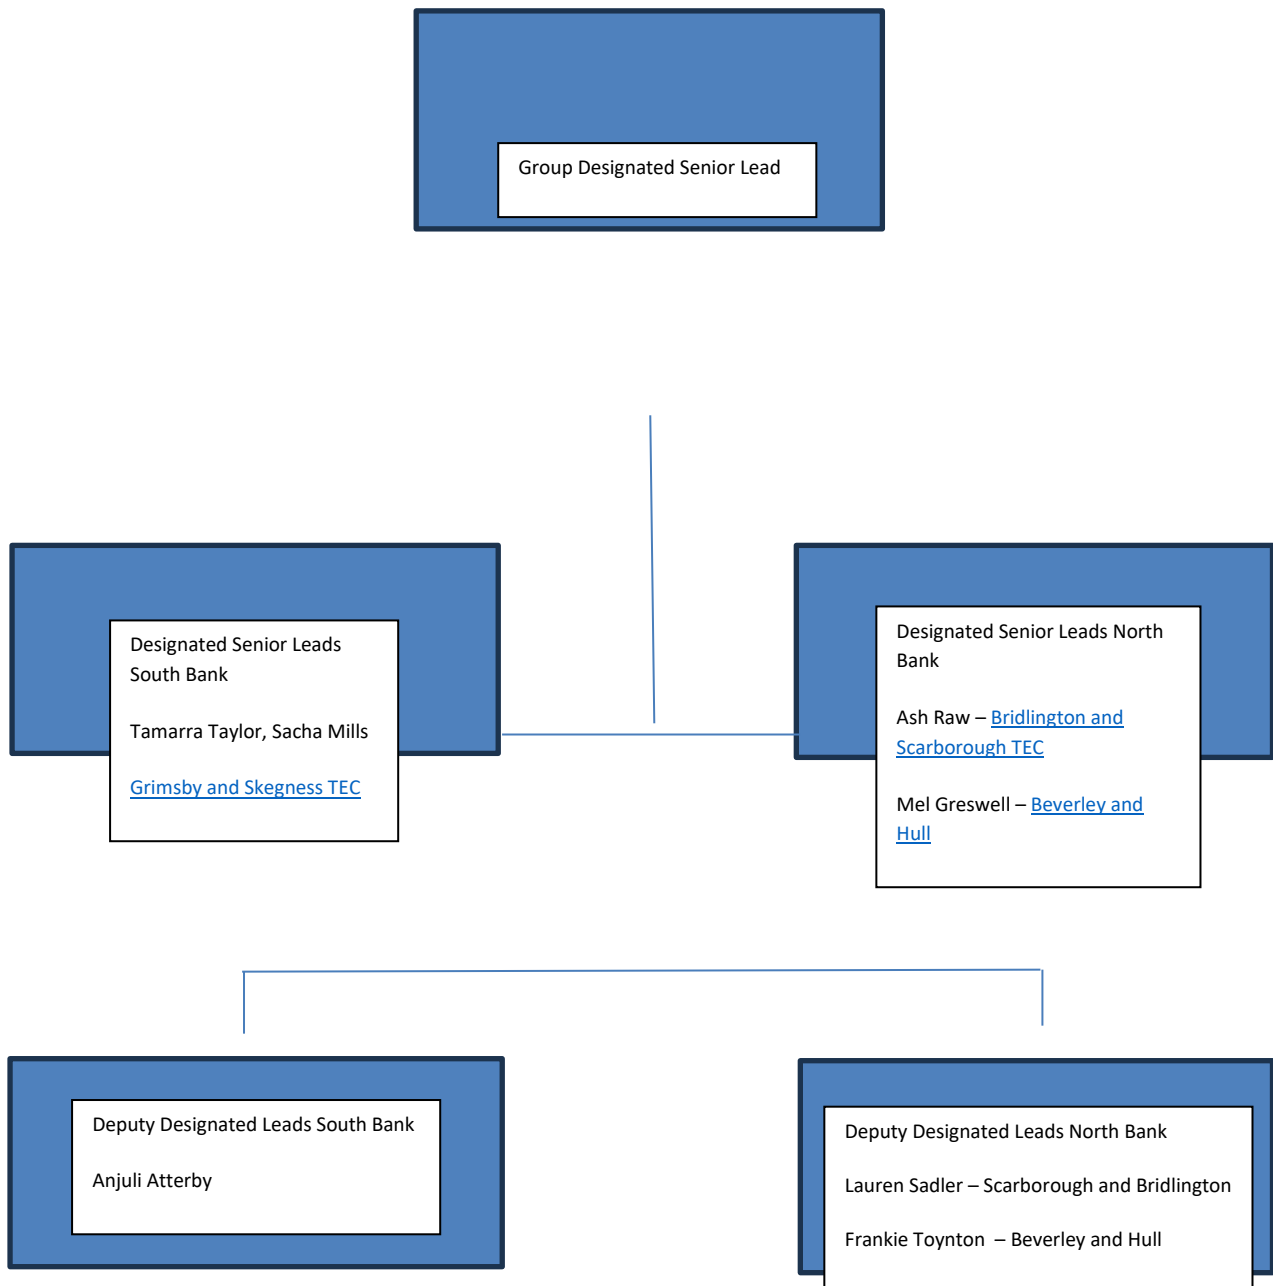 Group Designated Senior Lead
Designated Senior Leads
South Bank
Tamarra Taylor, Sacha Mills
Grimsby and Skegness TEC
Designated Senior Leads North
Bank
Ash Raw – Bridlington and
Scarborough TEC
Mel Greswell – Beverley and
Hull
Deputy Designated Leads South Bank
Anjuli Atterby
Deputy Designated Leads North Bank
Lauren Sadler – Scarborough and Bridlington
Frankie Toynton – Beverley and Hull